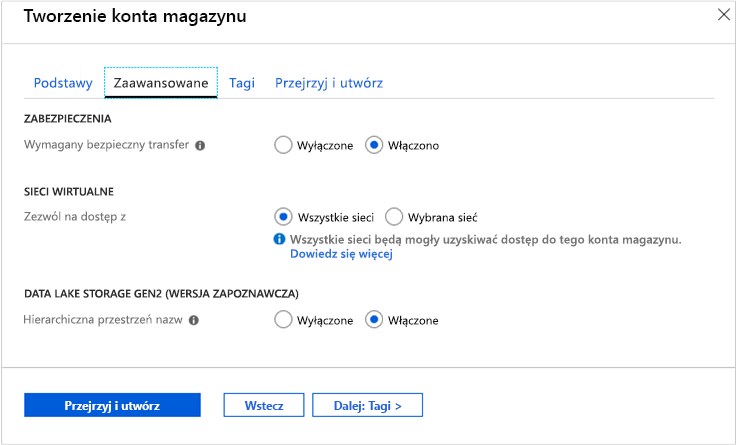 Tworzenie konta magazynu
Podstawy Zaawansowane Tagi Przejrzyj i utwórz
ZABEZPIECZENIA
Wymagany bezpieczny transfer Wyłączone Włączono
SIECI WIRTUALNE
Zezwól na dostęp z Wszystkie sieci Wybrana sieć
Wszystkie sieci będą mogły uzyskiwać dostęp do tego konta magazynu.
Dowiedz się więcej
DATA LAKE STORAGE GEN2 (WERSJA ZAPOZNAWCZA)
Hierarchiczna przestrzeń nazw Wyłączone Włączone
Przejrzyj i utwórz Wstecz Dalej: Tagi >